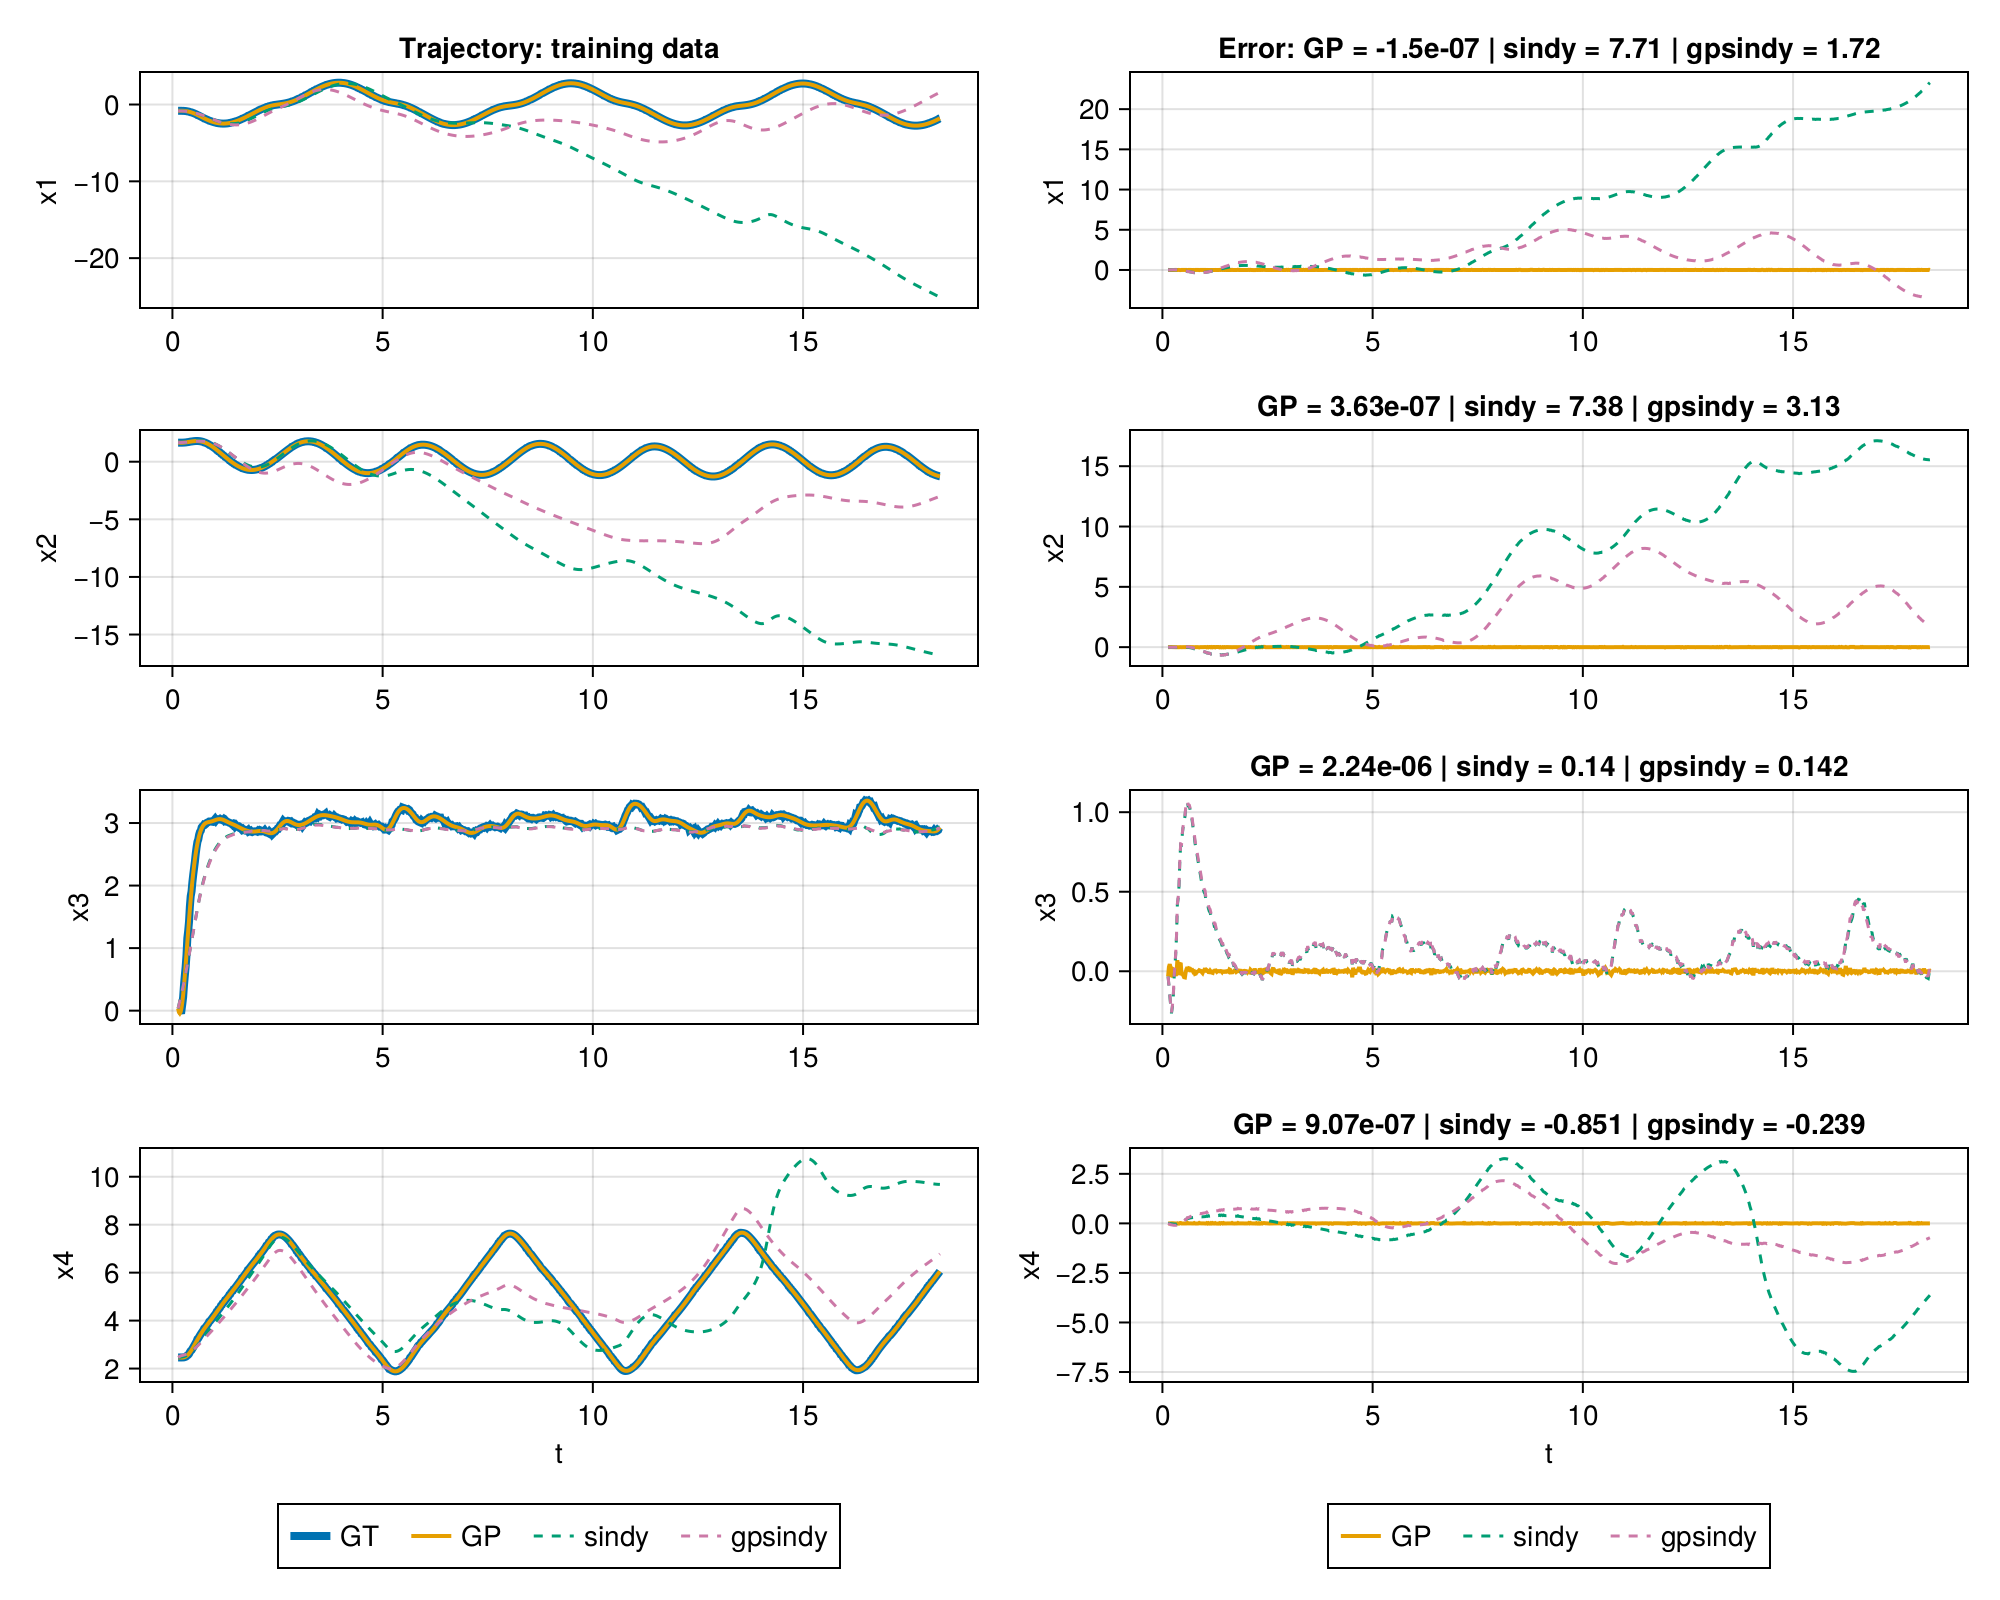 Trajectory: training data
x1
0
−10
−20
0 5 10 15
Error: GP = -1.5e-07 | sindy = 7.71 | gpsindy = 1.72
x1
20
15
10
5
0
0 5 10 15
x2
0
−5
−10
−15
0 5 10 15
GP = 3.63e-07 | sindy = 7.38 | gpsindy = 3.13
x2
15
10
5
0
0 5 10 15
x3
3
2
1
0
0 5 10 15
GP = 2.24e-06 | sindy = 0.14 | gpsindy = 0.142
x3
1.0
0.5
0.0
0 5 10 15
x4
10
8
6
4
2
0 5 10 15
t
GP = 9.07e-07 | sindy = -0.851 | gpsindy = -0.239
x4
2.5
0.0
−2.5
−5.0
−7.5
0 5 10 15
t
GT GP sindy gpsindy
GP sindy gpsindy